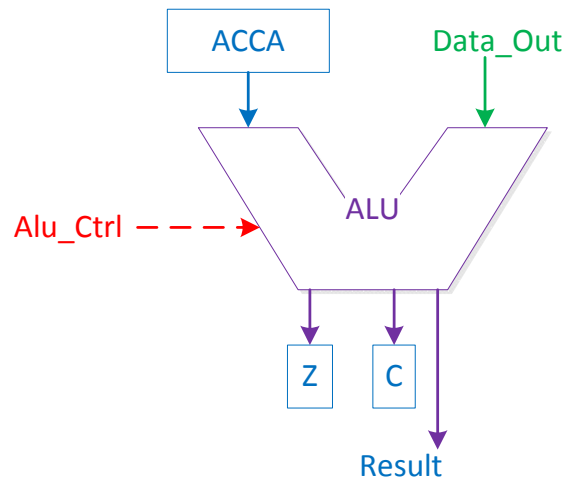 ACCA
Data_Out
ALU
Alu_Ctrl
Z
C
Result